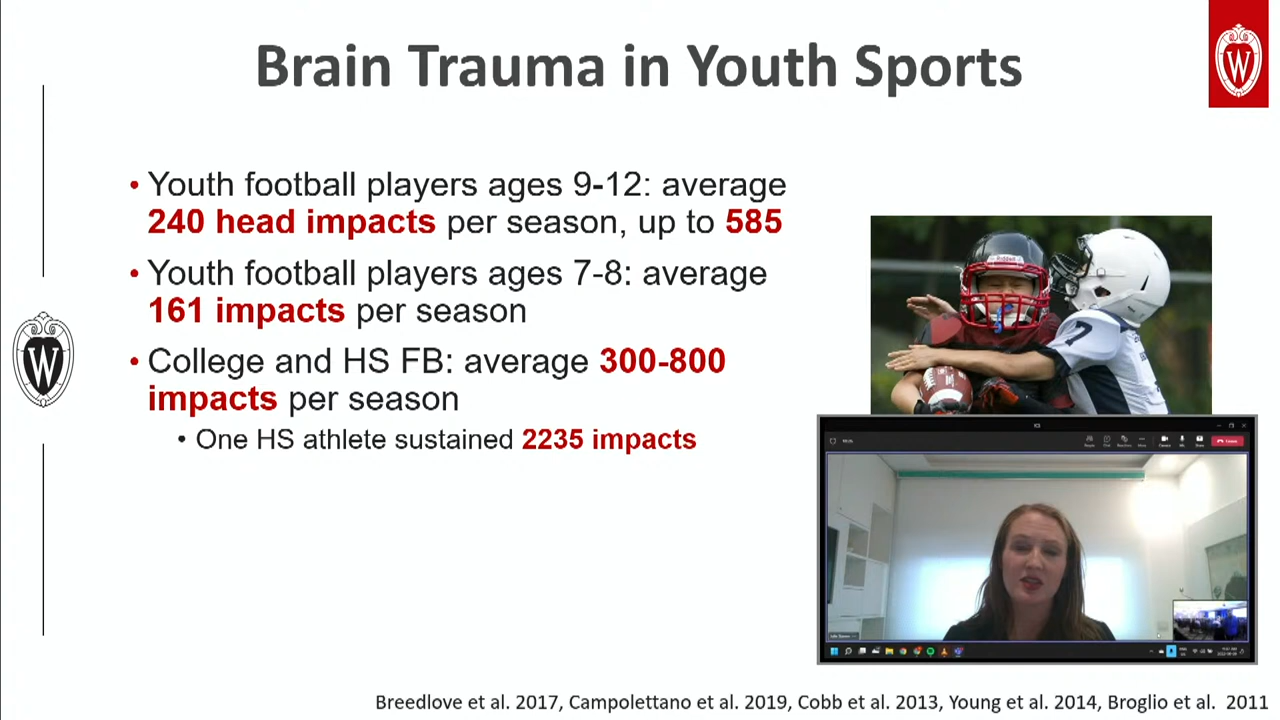 Brain Trauma in Youth Sports
W
• Youth football players ages 9-12: average
240 head impacts per season, up to 585
• Youth football players ages 7-8: average
161 impacts per season
• College and HS FB: average 300-800
impacts per season
• One HS athlete sustained 2235 impacts
W
Riddell
7
Leave
Breedlove et al. 2017, Campolettano et al. 2019, Cobb et al. 2013, Young et al. 2014, Broglio et al. 2011